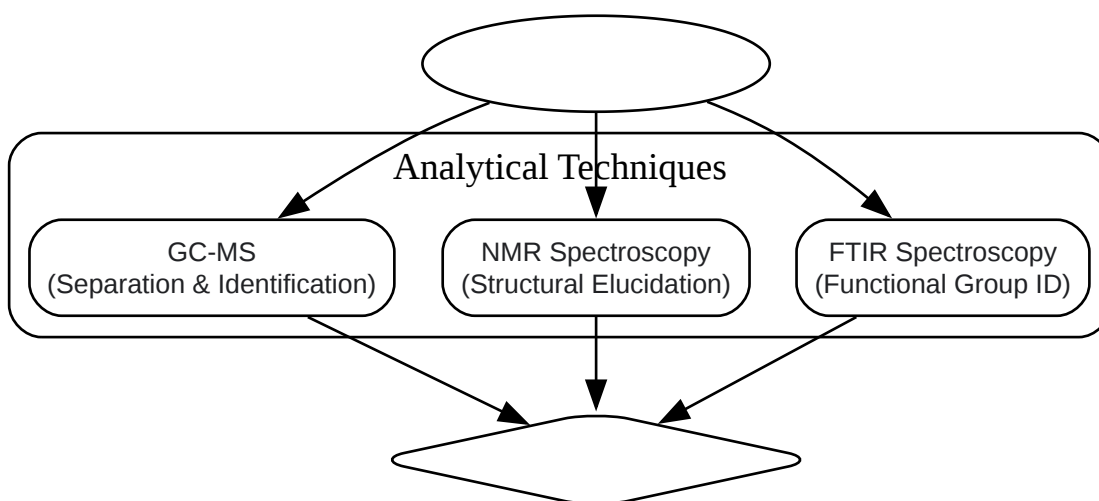 Analytical Techniques
GC-MS
(Separation & Identification)
NMR Spectroscopy
(Structural Elucidation)
FTIR Spectroscopy
(Functional Group ID)